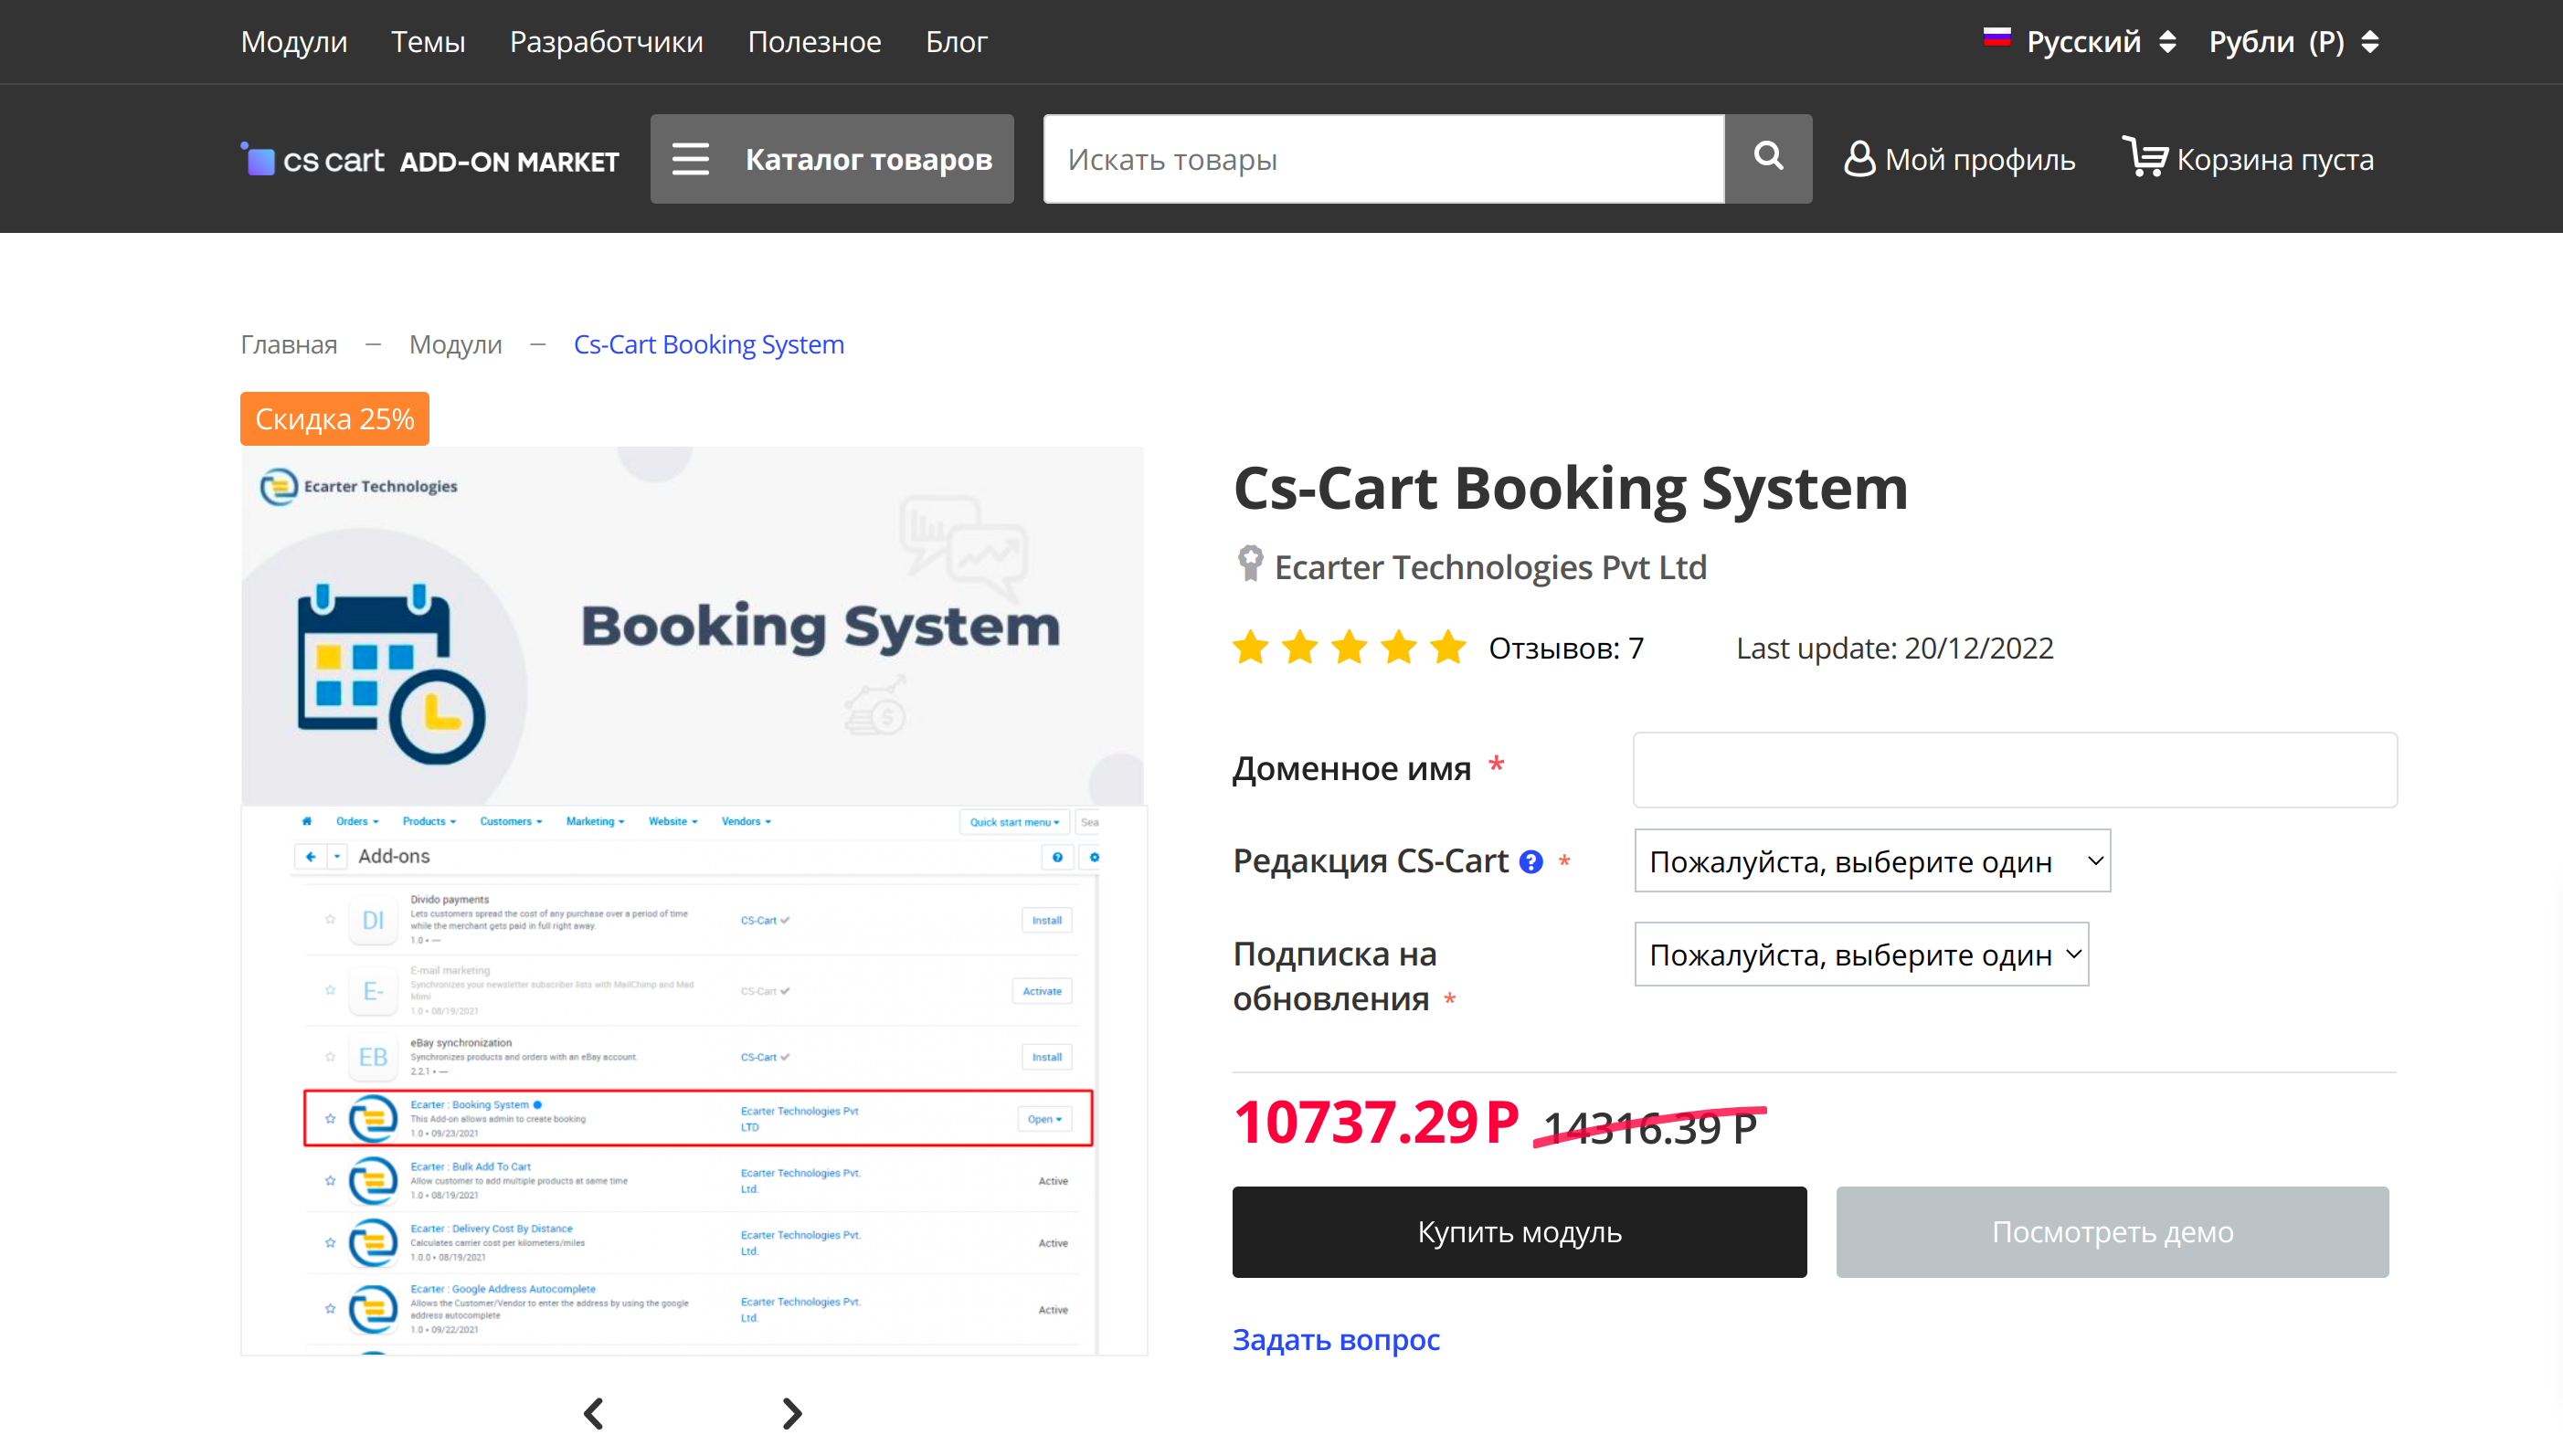 Модули Темы Разработчики Полезное Блог Русский Рубли (Р)
cs cart ADD-ON MARKET Каталог товаров Искать товары Мой профиль Корзина пуста
Главная — Модули — Cs-Cart Booking System
Скидка 25%
Ecarter Technologies
Booking System
Orders Products Customers Marketing Website Vendors Quick start menu Sea
Add-ons
DI
Divido payments
Lets customers spread the cost of any purchase over a period of time
while the merchant gets paid in full right away.
1.0 • —
CS-Cart
Install
E-
E-mail marketing
Synchronizes your newsletter subscriber lists with MailChimp and Mad
Mimi
1.0 • 08/19/2021
CS-Cart
Activate
EB
eBay synchronization
Synchronizes products and orders with an eBay account.
2.2.1 • —
CS-Cart
Install
Ecarter : Booking System
This Add-on allows admin to create booking
1.0 • 09/23/2021
Ecarter Technologies Pvt
LTD
Open
Ecarter : Bulk Add To Cart
Allow customer to add multiple products at same time
1.0 • 08/19/2021
Ecarter Technologies Pvt.
Ltd.
Active
Ecarter : Delivery Cost By Distance
Calculates carrier cost per kilometers/miles
1.0.0 • 08/19/2021
Ecarter Technologies Pvt.
Ltd.
Active
Ecarter : Google Address Autocomplete
Allows the Customer/Vendor to enter the address by using the google
address autocomplete
1.0 • 09/22/2021
Ecarter Technologies Pvt.
Ltd.
Active
Cs-Cart Booking System
Ecarter Technologies Pvt Ltd
Отзывов: 7 Last update: 20/12/2022
Доменное имя *
Редакция CS-Cart ? * Пожалуйста, выберите один
Подписка на
обновления *
Пожалуйста, выберите один
10737.29 Р 14316.39 Р
Купить модуль Посмотреть демо
Задать вопрос